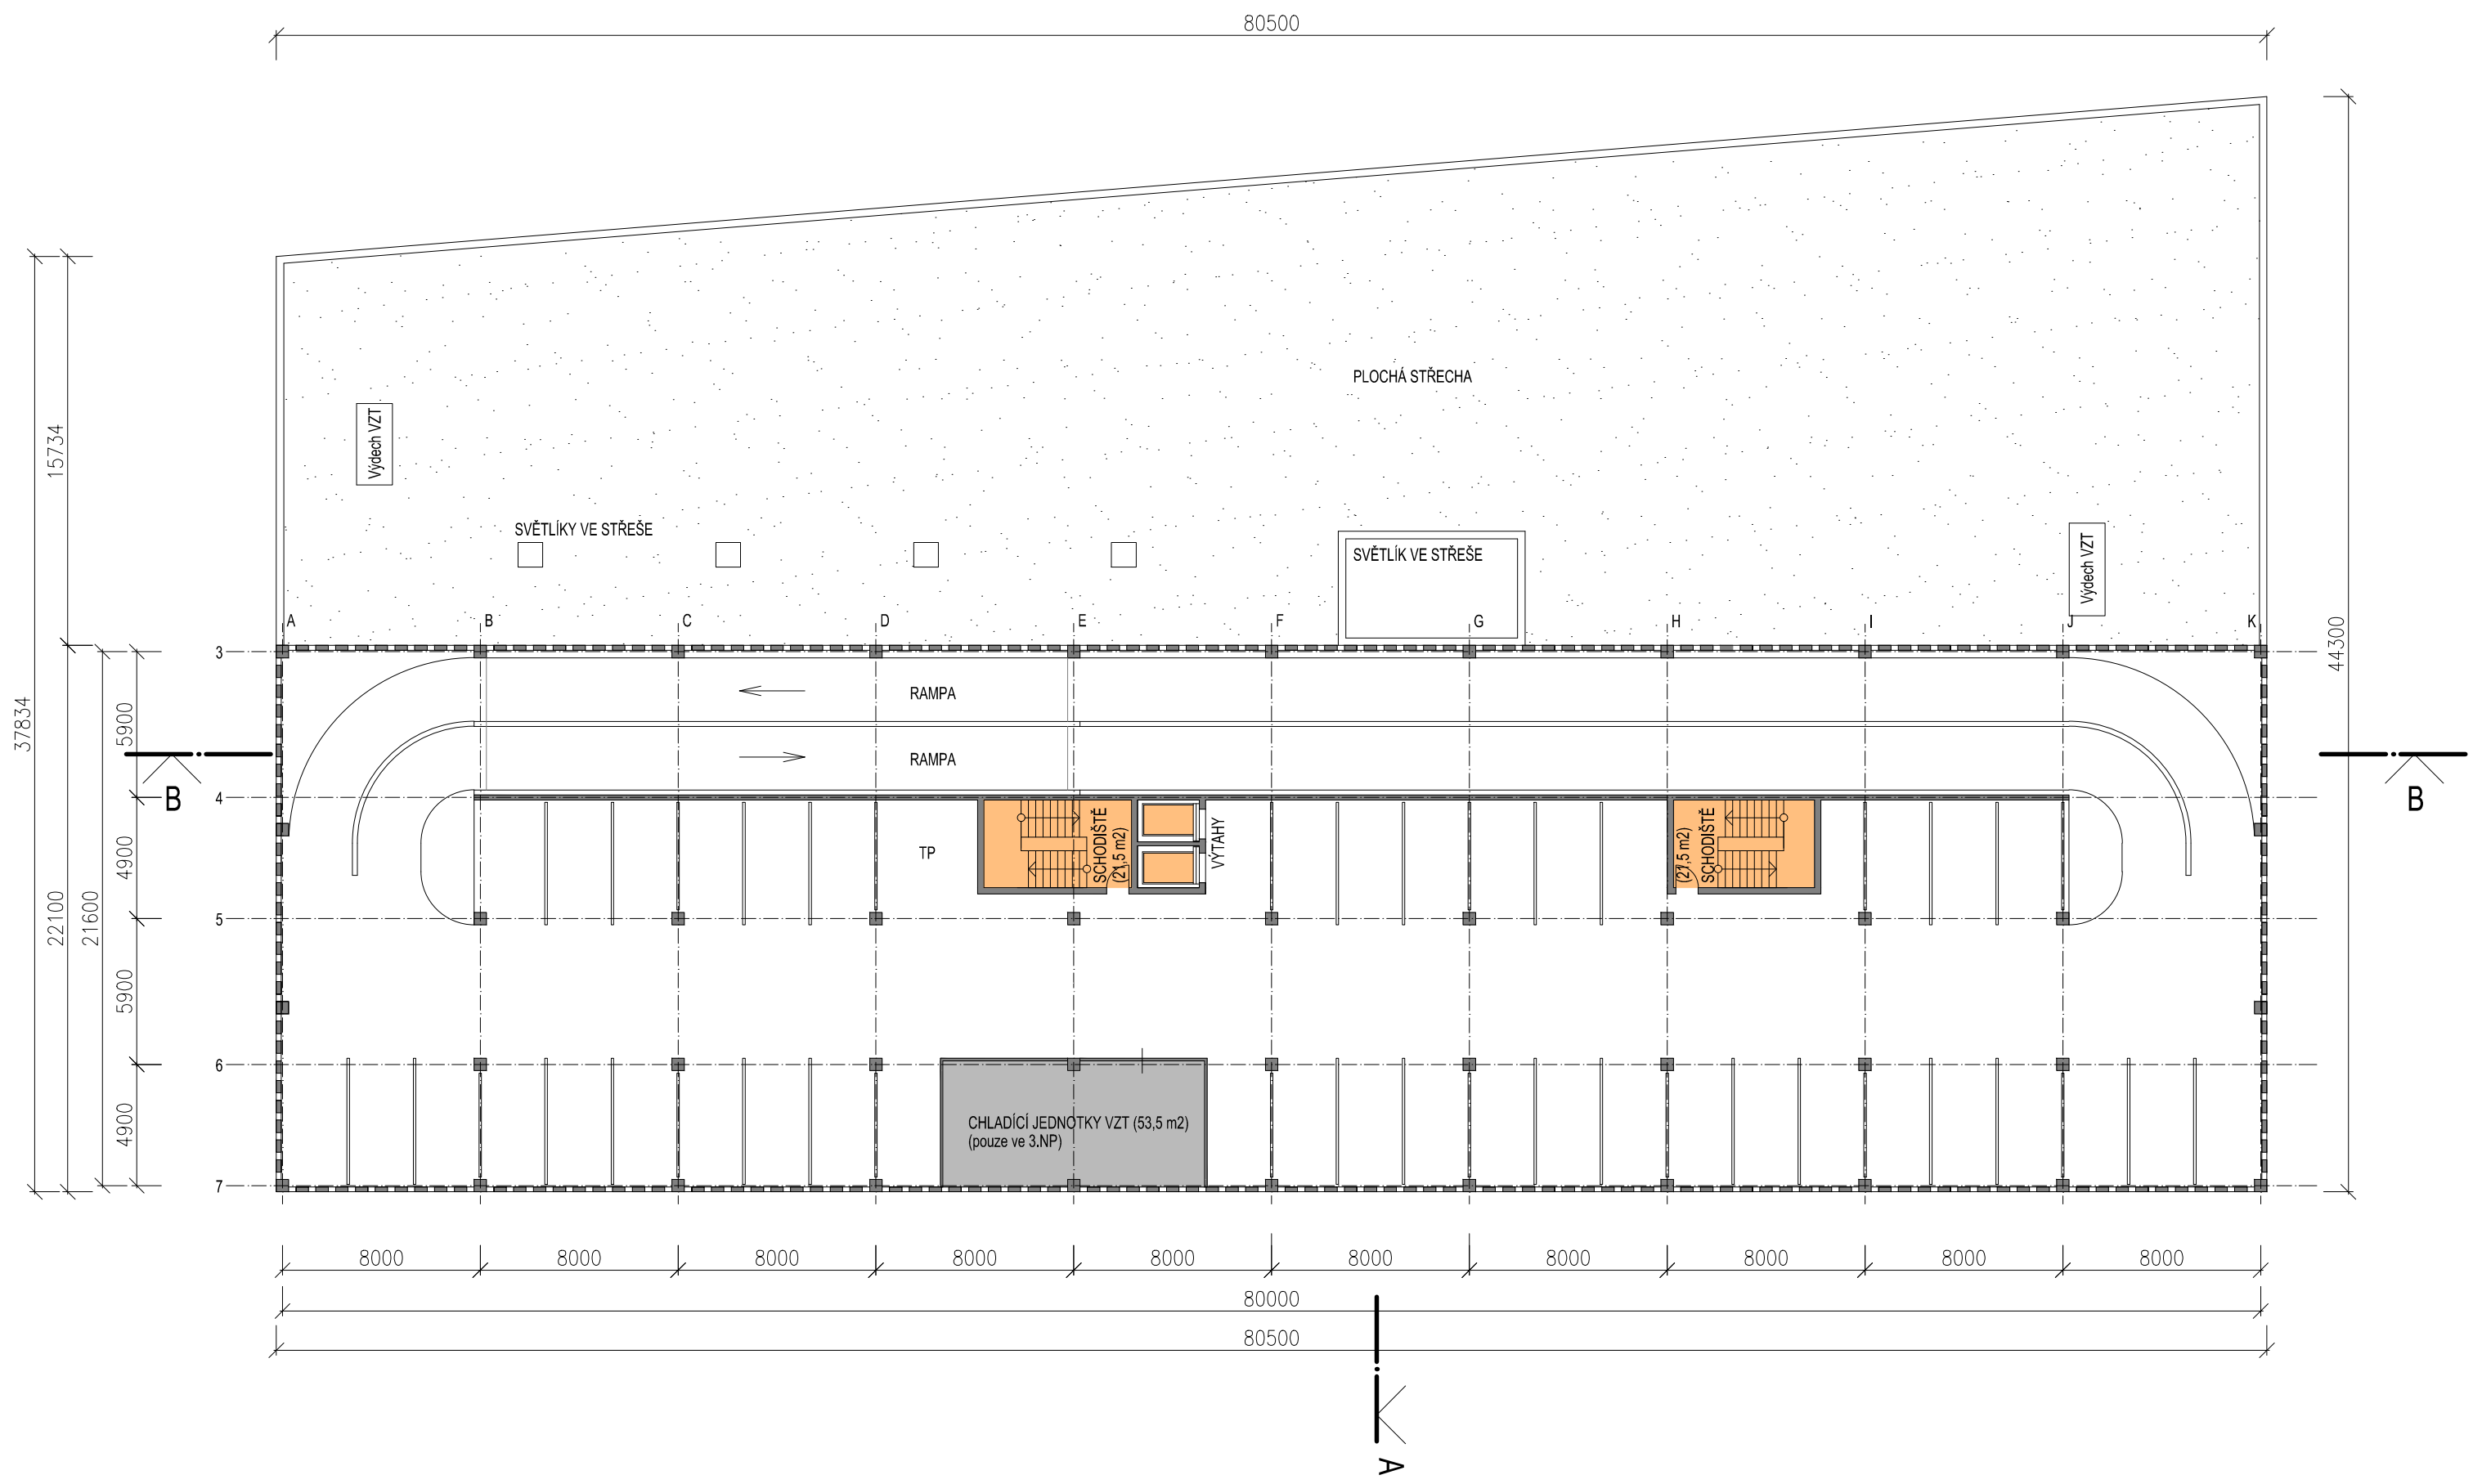 80500
PLOCHÁ STŘECHA
Výdech VZT
SVĚTLÍKY VE STŘEŠE
SVĚTLÍK VE STŘEŠE
Výdech VZT
A B C D E F G H I J K
3
4
5
6
7
RAMPA
RAMPA
B
B
TP
SCHODIŠTĚ
(21,5 m2)
VÝTAHY
(21,5 m2)
SCHODIŠTĚ
CHLADÍCÍ JEDNOTKY VZT (53,5 m2)
(pouze ve 3.NP)
37834
15734
22100
21600
5900
4900
5900
4900
44300
8000 8000 8000 8000 8000 8000 8000 8000 8000 8000
80000
80500
A